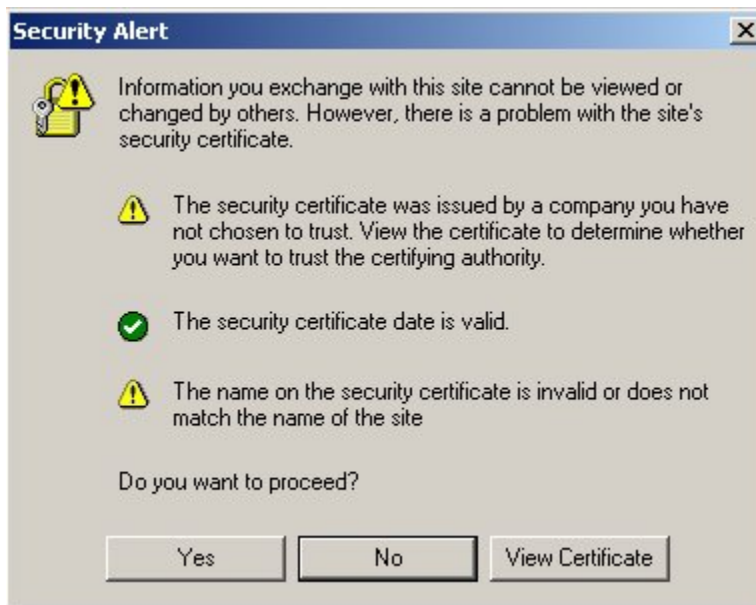 Security Alert
Information you exchange with this site cannot be viewed or
changed by others. However, there is a problem with the site's
security certificate.
The security certificate was issued by a company you have
not chosen to trust. View the certificate to determine whether
you want to trust the certifying authority.
The security certificate date is valid.
The name on the security certificate is invalid or does not
match the name of the site
Do you want to proceed?
Yes
No
View Certificate